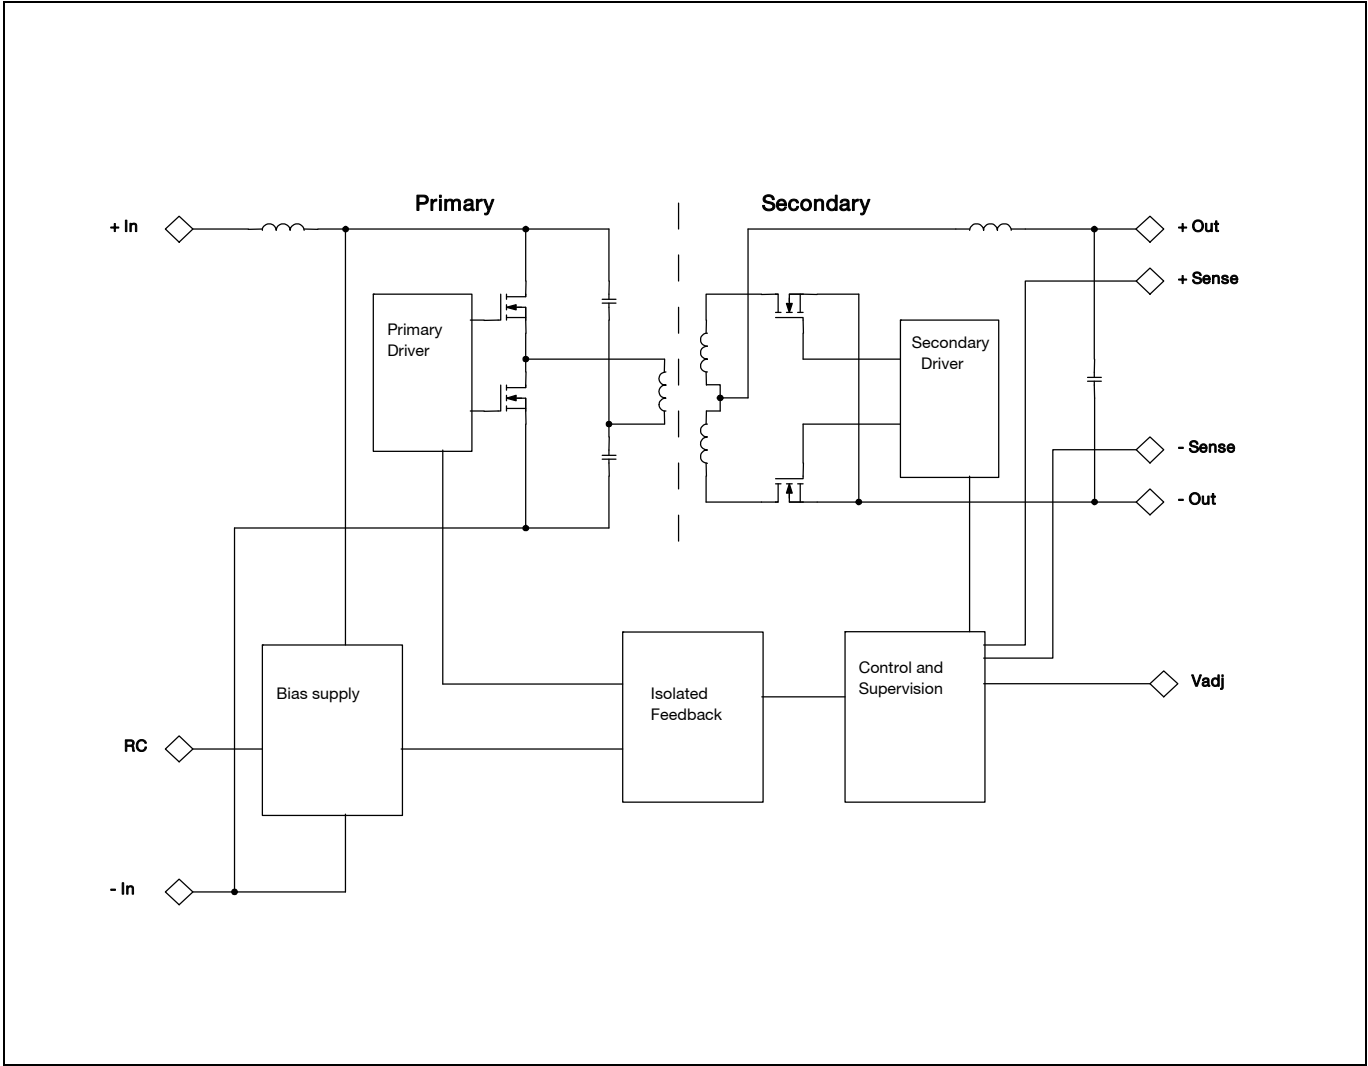 Primary
Secondary
+ In
+ Out
+ Sense
Primary
Driver
Secondary
Driver
- Sense
- Out
Bias supply
Isolated
Feedback
Control and
Supervision
Vadj
RC
- In